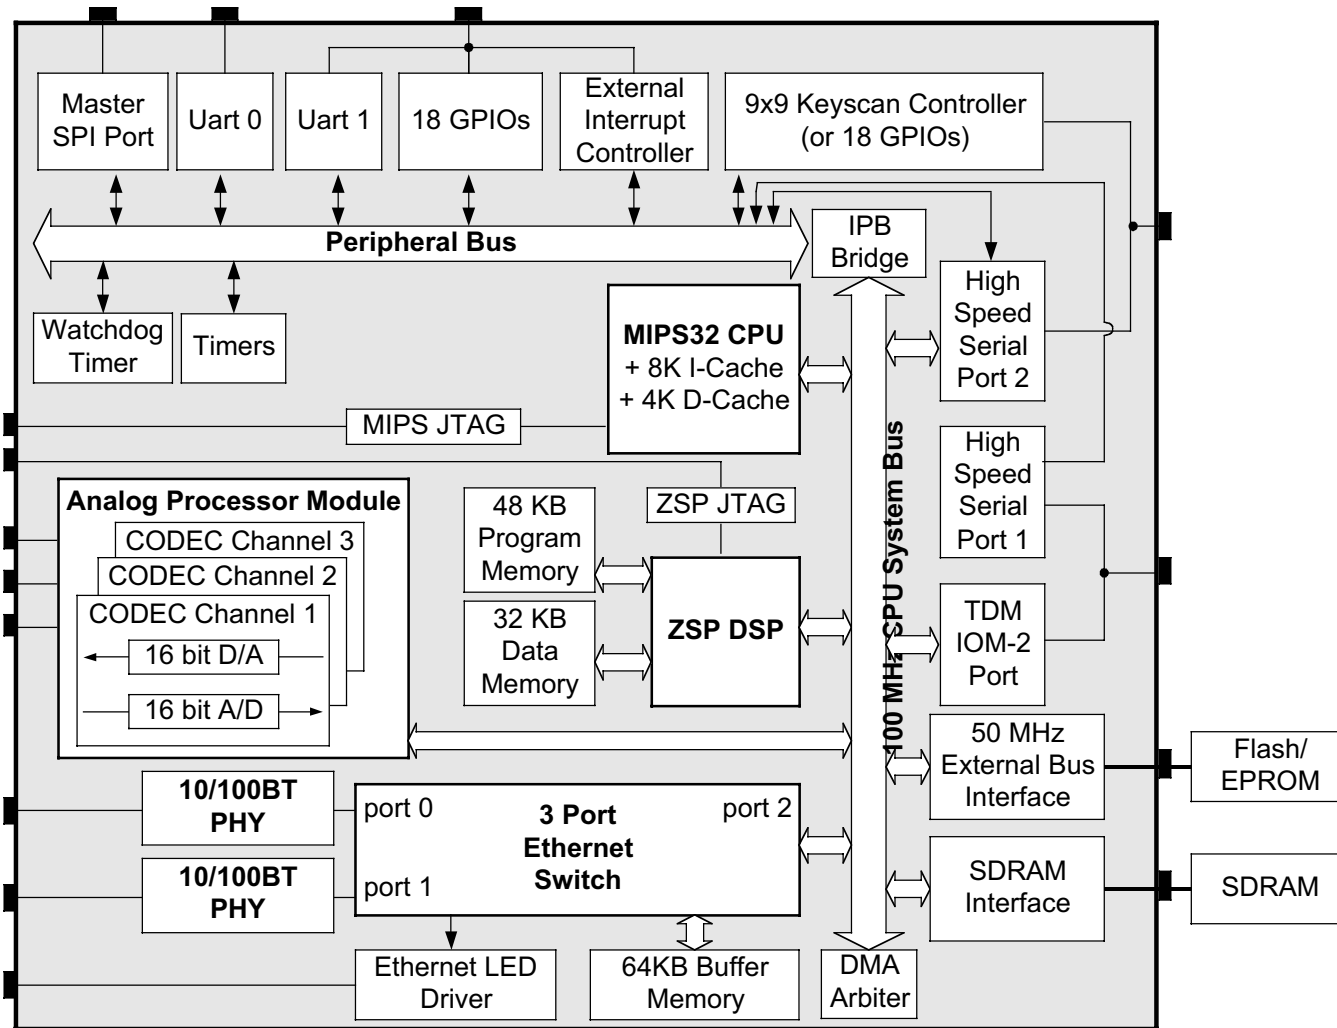 Master
SPI Port
Uart 0
Uart 1
18 GPIOs
External
Interrupt
Controller
9x9 Keyscan Controller
(or 18 GPIOs)
Peripheral Bus
IPB
Bridge
Watchdog
Timer
Timers
MIPS32 CPU
+ 8K I-Cache
+ 4K D-Cache
High
Speed
Serial
Port 2
MIPS JTAG
100 MHz CPU System Bus
High
Speed
Serial
Port 1
Analog Processor Module
CODEC Channel 3
CODEC Channel 2
CODEC Channel 1
16 bit D/A
16 bit A/D
48 KB
Program
Memory
ZSP JTAG
32 KB
Data
Memory
ZSP DSP
TDM
IOM-2
Port
50 MHz
External Bus
Interface
Flash/
EPROM
10/100BT
PHY
port 0
3 Port
Ethernet
Switch
port 2
10/100BT
PHY
port 1
SDRAM
Interface
SDRAM
Ethernet LED
Driver
64KB Buffer
Memory
DMA
Arbiter